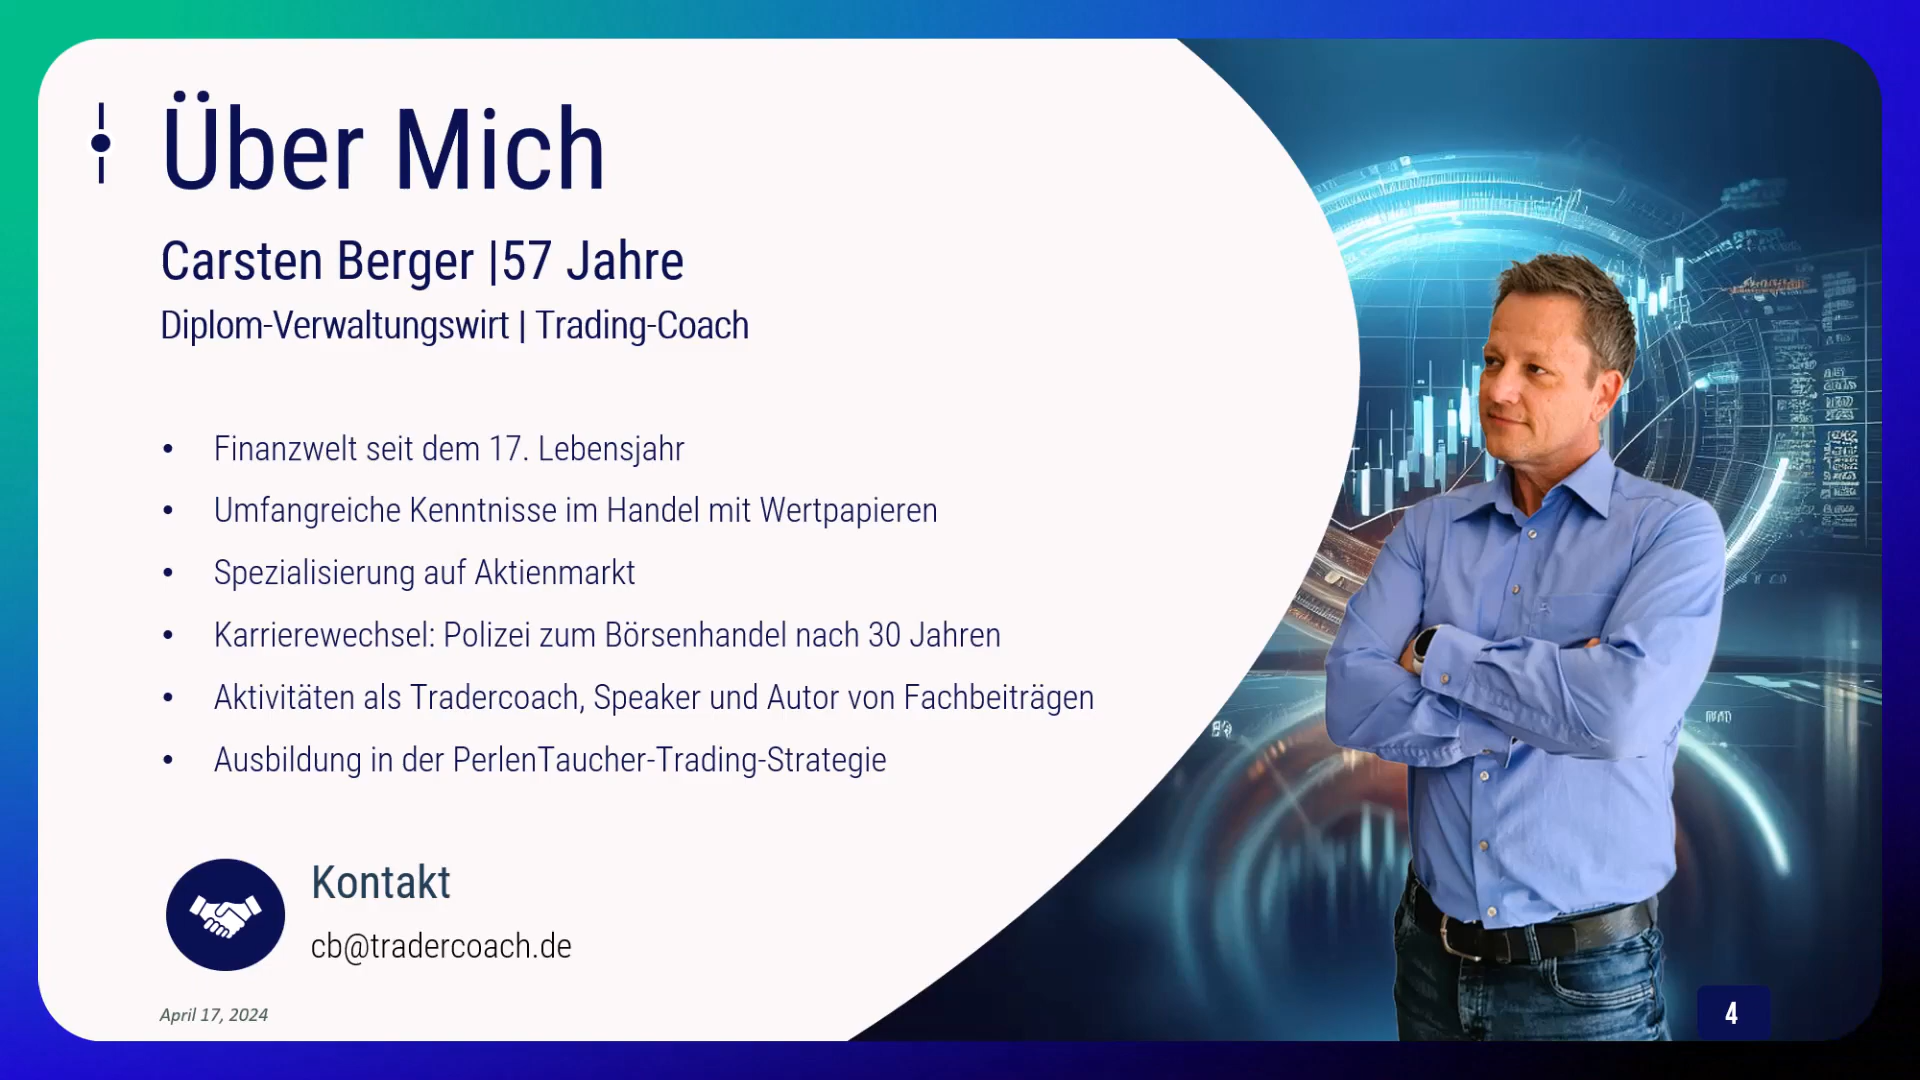 Über Mich
Carsten Berger |57 Jahre
Diplom-Verwaltungswirt | Trading-Coach
• Finanzwelt seit dem 17. Lebensjahr
• Umfangreiche Kenntnisse im Handel mit Wertpapieren
• Spezialisierung auf Aktienmarkt
• Karrierewechsel: Polizei zum Börsenhandel nach 30 Jahren
• Aktivitäten als Tradercoach, Speaker und Autor von Fachbeiträgen
• Ausbildung in der PerlenTaucher-Trading-Strategie
Kontakt
cb@tradercoach.de
April 17, 2024
4